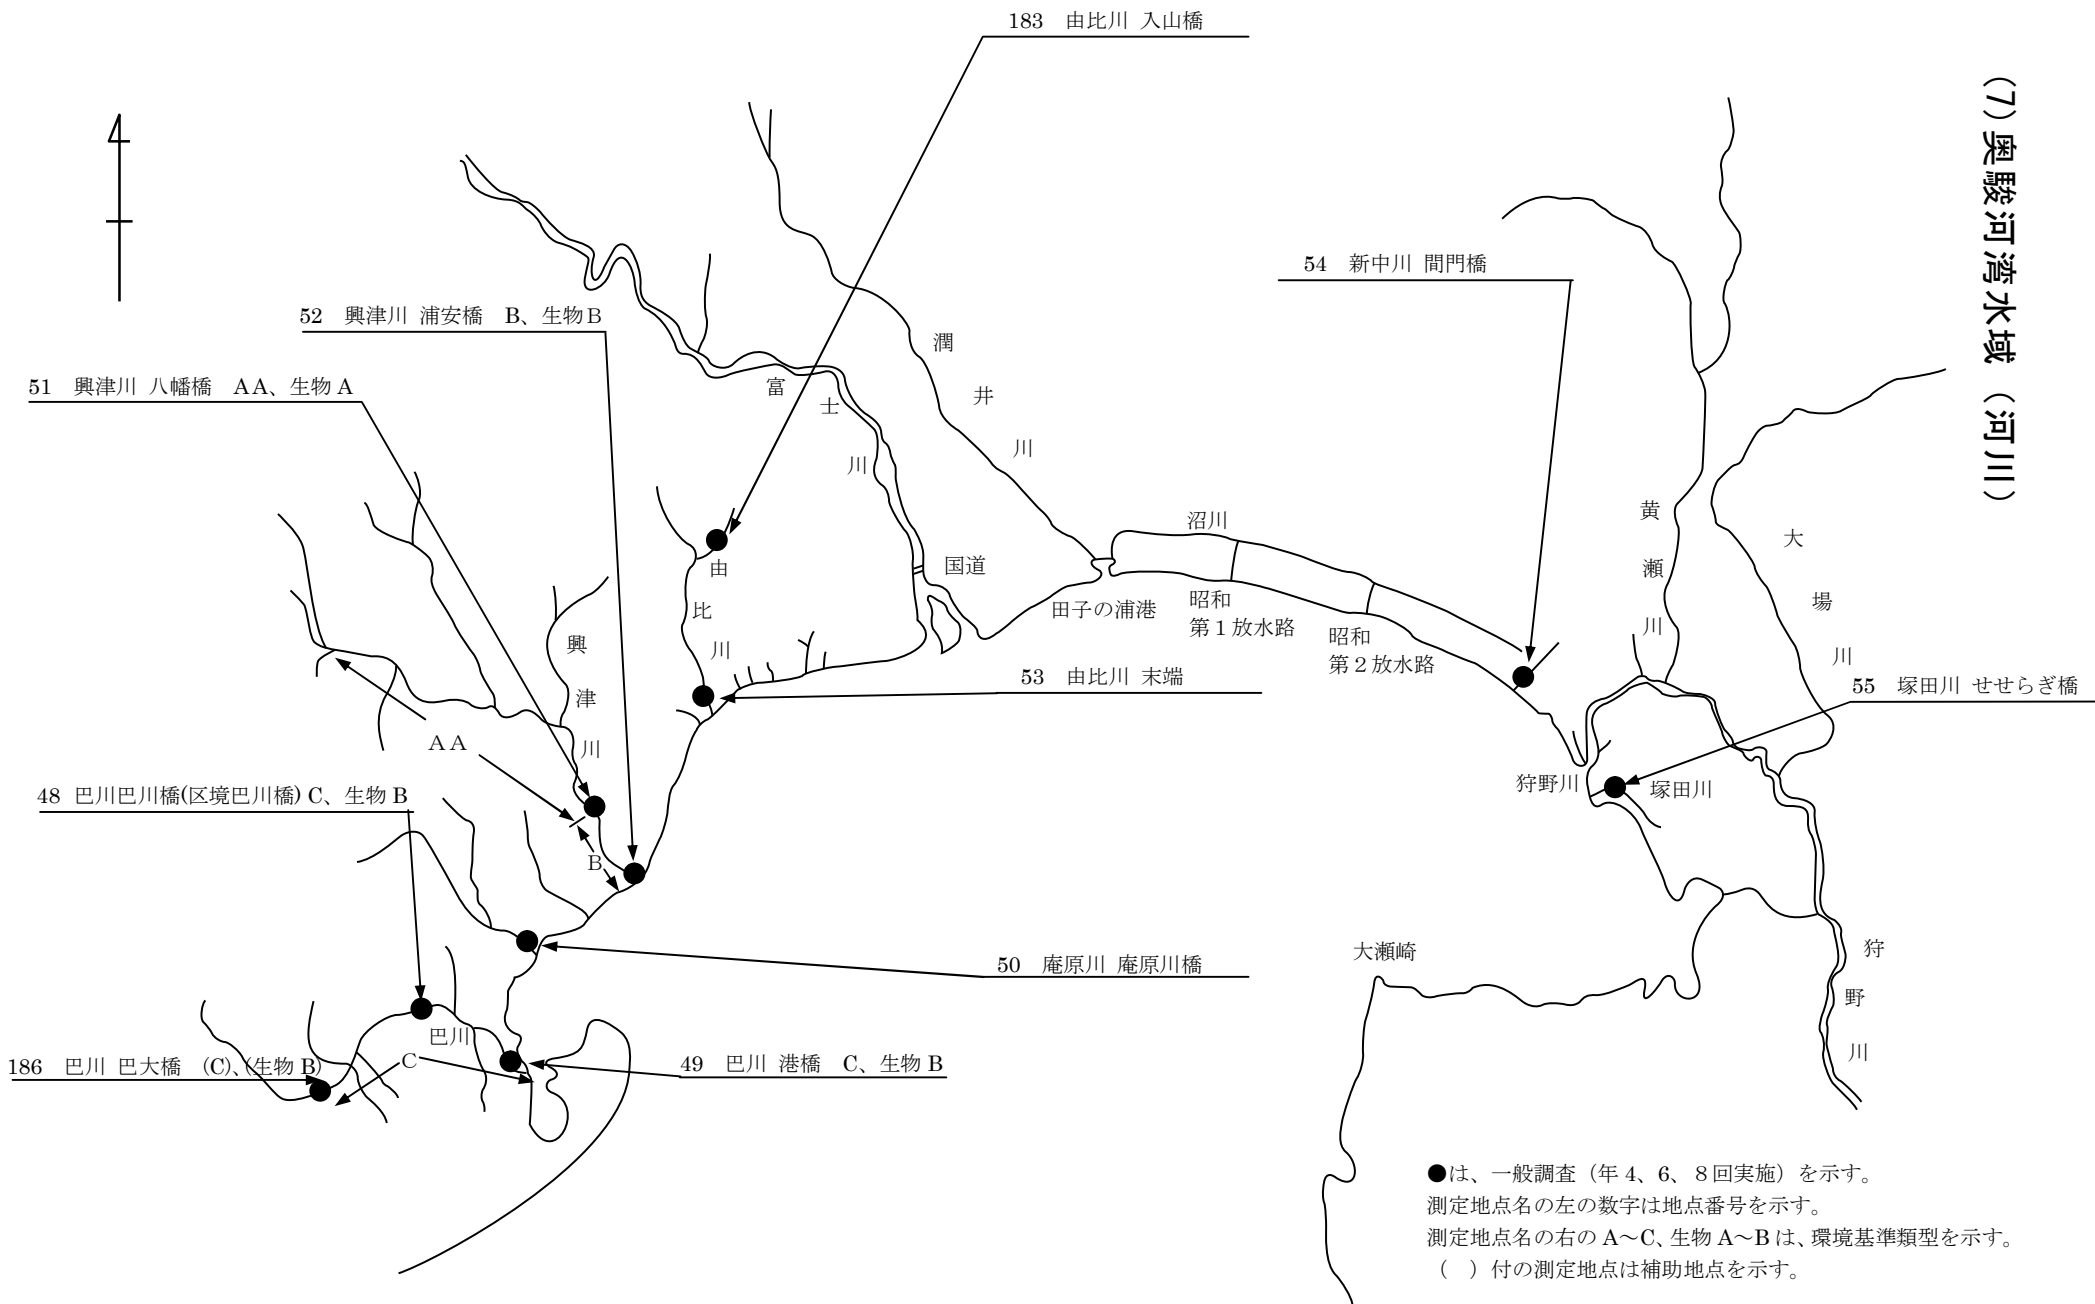 (7) 奥駿河湾水域（河川）
183　由比川 入山橋
54　新中川 間門橋
52　興津川 浦安橋　B、生物B
51　興津川 八幡橋　AA、生物 A
潤井川
富士川
黄瀬川
大場川
沼川
国道
由比川
田子の浦港
昭和
第１放水路
昭和
第２放水路
興津川
53　由比川 末端
55　塚田川 せせらぎ橋
AA
狩野川
塚田川
48 巴川巴川橋(区境巴川橋) C、生物 B
B
50　庵原川 庵原川橋
大瀬崎
狩野川
巴川
C
186　巴川 巴大橋　(C)、(生物 B)
49　巴川 港橋　C、生物 B
●は、一般調査（年 4、6、８回実施）を示す。
測定地点名の左の数字は地点番号を示す。
測定地点名の右の A～C、生物 A～B は、環境基準類型を示す。
（　）付の測定地点は補助地点を示す。